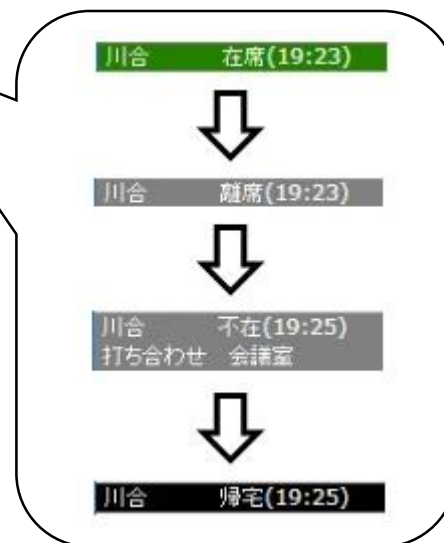 川合 在席(19:23)
川合 離席(19:23)
川合 不在(19:25)
打ち合わせ 会議室
川合 帰宅(19:25)